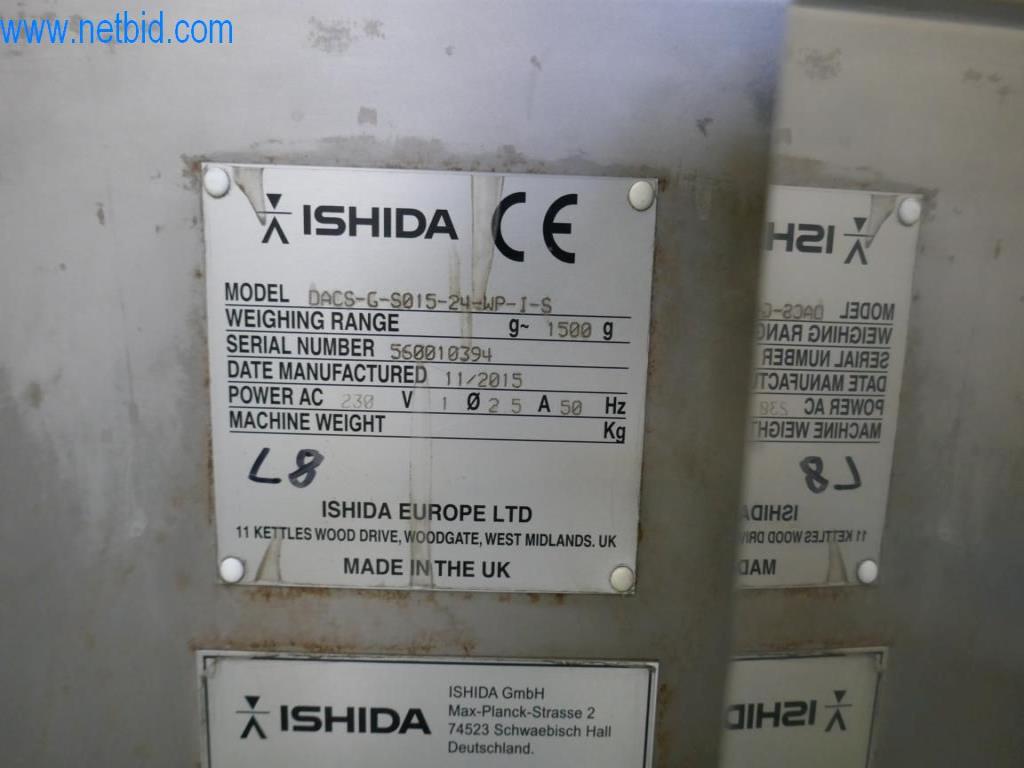 www.netbid.com
ISHIDA CE
MODEL DACS-G-S015-24-WP-I-S
WEIGHING RANGE g~ 1500 g
SERIAL NUMBER 560010394
DATE MANUFACTURED 11/2015
POWER AC 230 V 1 Ø 2.5 A 50 Hz
MACHINE WEIGHT Kg
L8
ISHIDA EUROPE LTD
11 KETTLES WOOD DRIVE, WOODGATE, WEST MIDLANDS. UK
MADE IN THE UK
ISHIDA
ISHIDA GmbH
Max-Planck-Strasse 2
74523 Schwaebisch Hall
Deutschland.